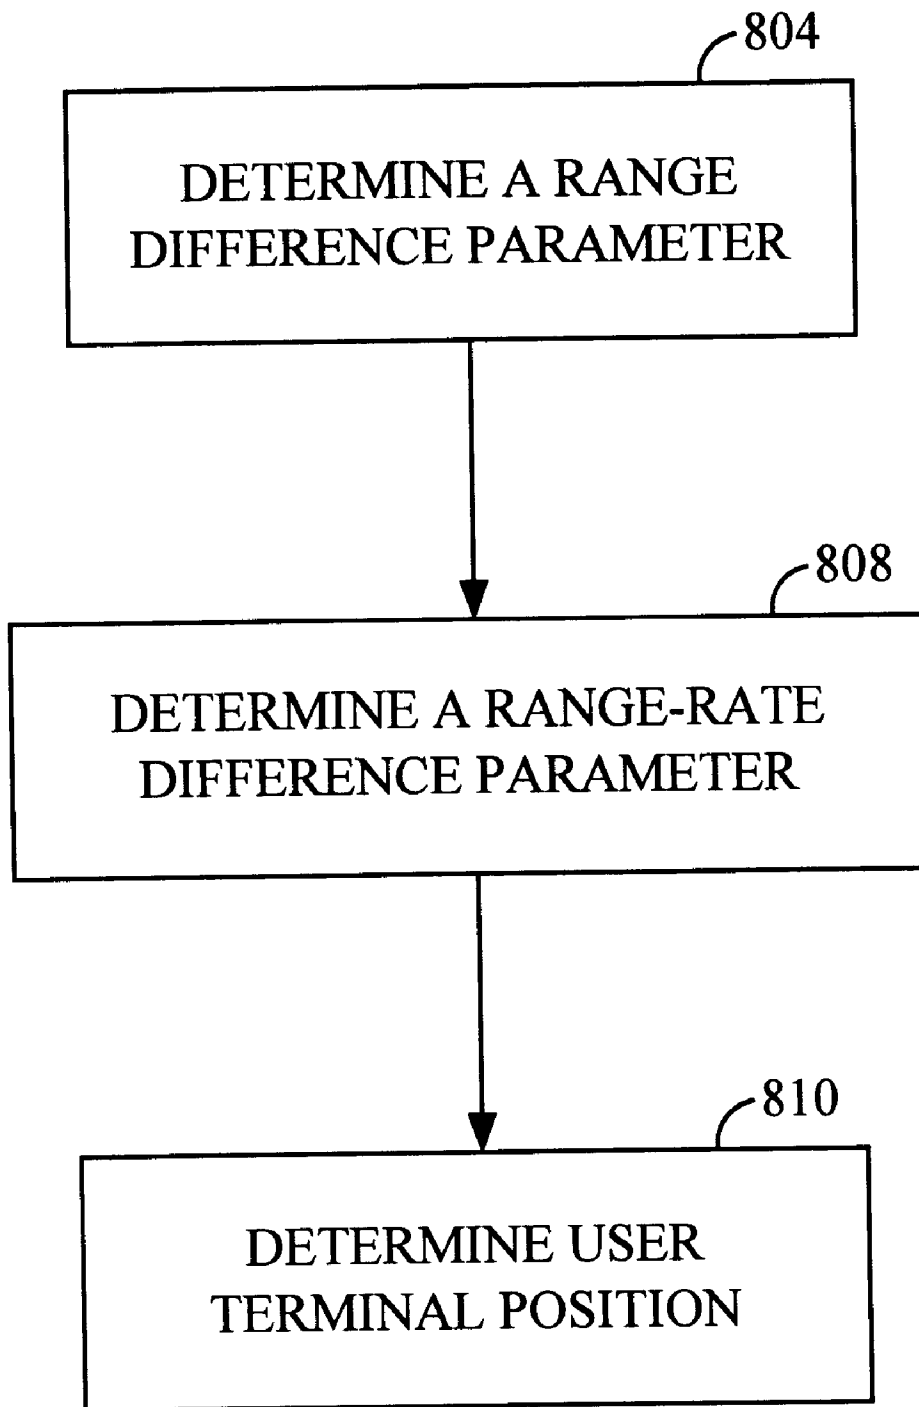 804
DETERMINE A RANGE
DIFFERENCE PARAMETER
808
DETERMINE A RANGE-RATE
DIFFERENCE PARAMETER
810
DETERMINE USER
TERMINAL POSITION